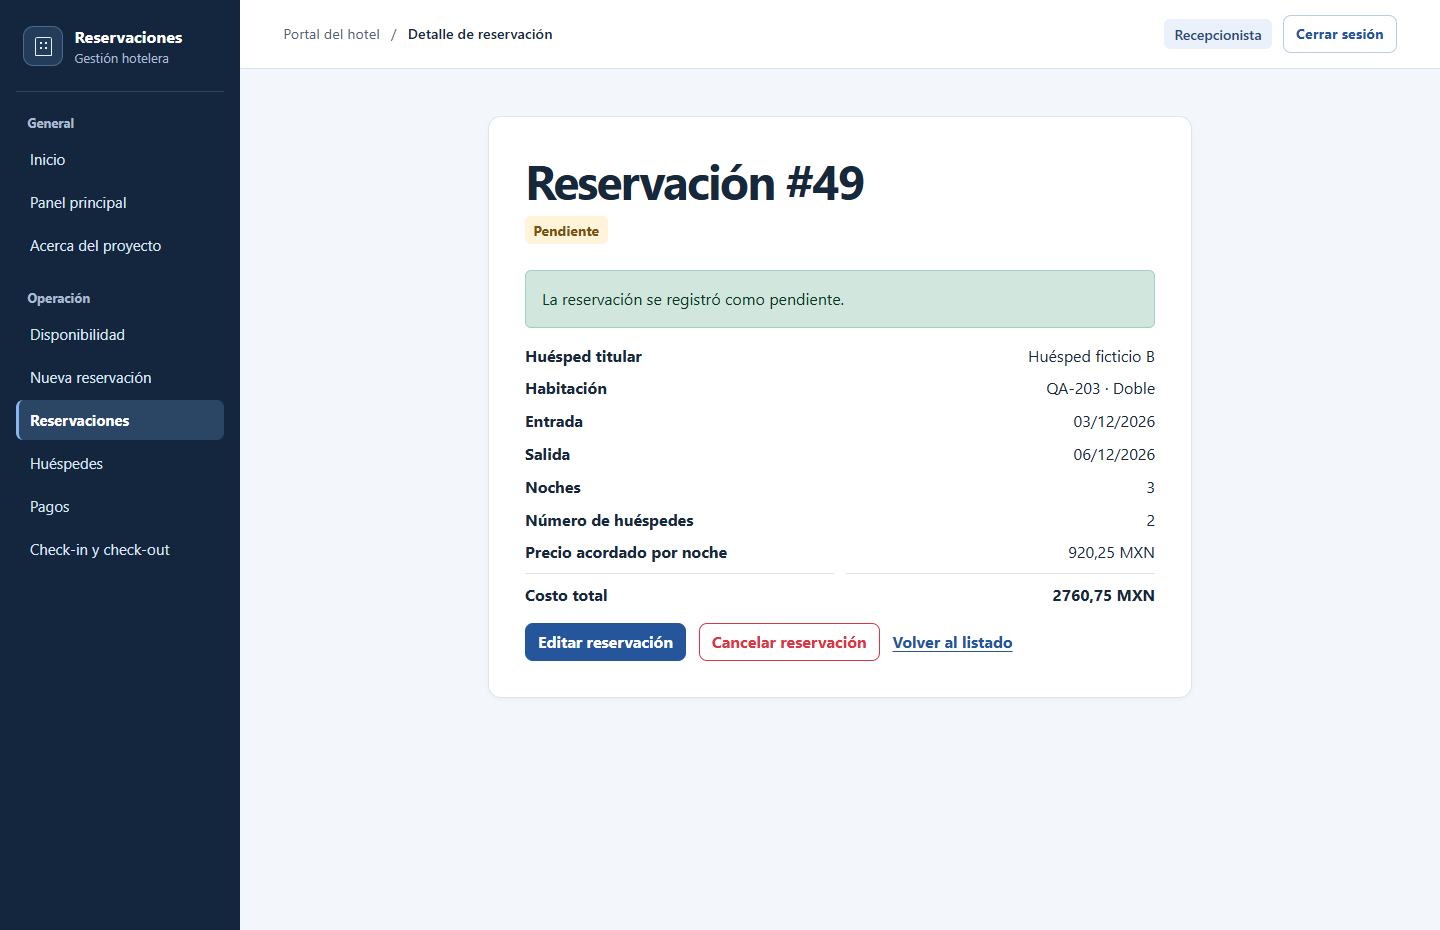 Reservaciones
Gestión hotelera
General
Inicio
Panel principal
Acerca del proyecto
Operación
Disponibilidad
Nueva reservación
Reservaciones
Huéspedes
Pagos
Check-in y check-out
Portal del hotel / Detalle de reservación
Recepcionista
Cerrar sesión
Reservación #49
Pendiente
La reservación se registró como pendiente.
Huésped titular Huésped ficticio B
Habitación QA-203 · Doble
Entrada 03/12/2026
Salida 06/12/2026
Noches 3
Número de huéspedes 2
Precio acordado por noche 920,25 MXN
Costo total 2760,75 MXN
Editar reservación Cancelar reservación Volver al listado